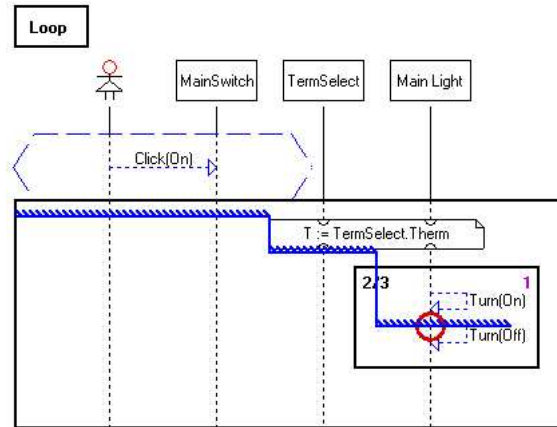 Loop
MainSwitch
TermSelect
Main Light
Click(On)
T := TermSelect.Therm
2/3
1
Turn(On)
Turn(Off)